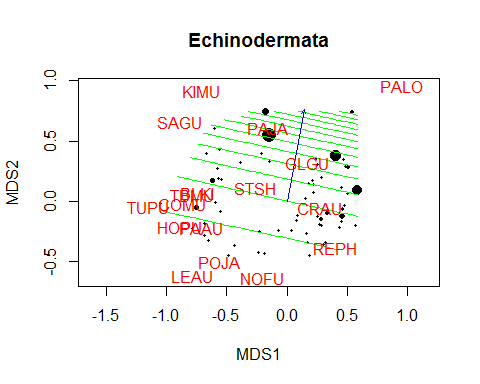 Echinodermata
MDS2
1.0
0.5
0.0
-0.5
KIMU
PALO
SAGU
PAJA
GLGU
STSH
TUPU
CRAU
HOPU
PAAU
REPH
POJA
LEAU
NOFU
-1.5
-1.0
-0.5
0.0
0.5
1.0
MDS1